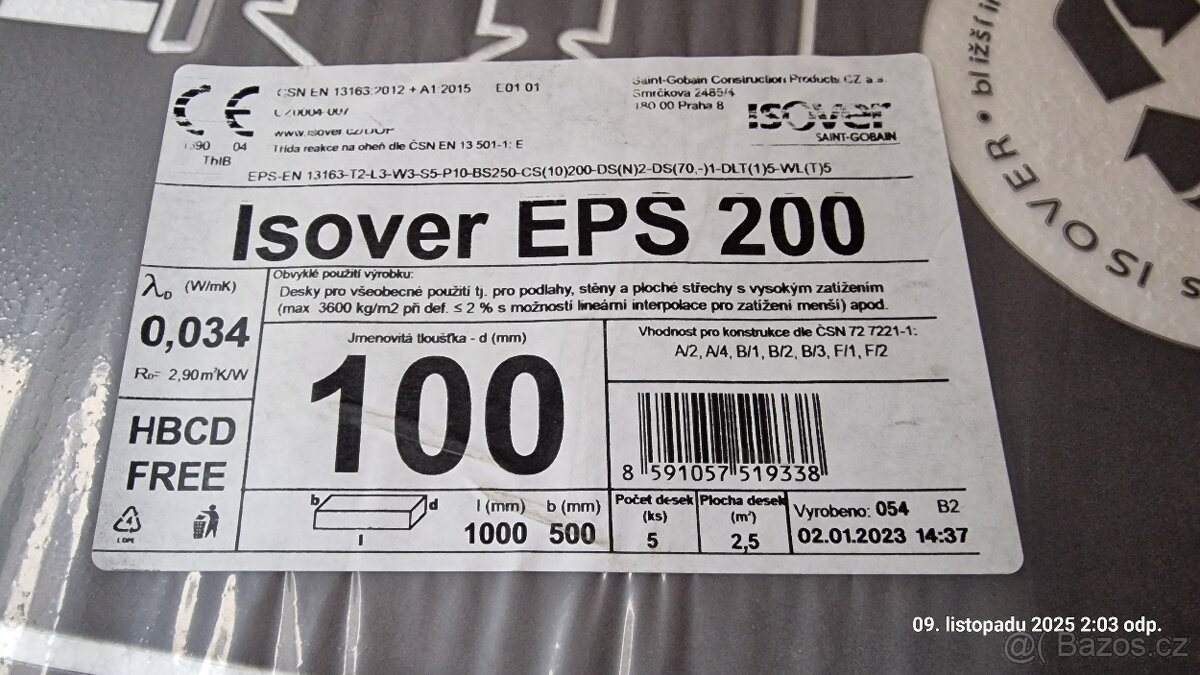 ČSN EN 13163:2012 + A1:2015 E01 01
CZ0004-007
www.isover.cz/DOP
Třída reakce na oheň dle ČSN EN 13 501-1: E
CE
1390 04
ThIB
Saint-Gobain Construction Products CZ a.s.
Smrčkova 2485/4
180 00 Praha 8
ISOVER
SAINT-GOBAIN
EPS-EN 13163-T2-L3-W3-S5-P10-BS250-CS(10)200-DS(N)2-DS(70,-)1-DLT(1)5-WL(T)5
Isover EPS 200
λD (W/mK)
0,034
RD= 2,90m²K/W
HBCD
FREE
LDPE
Obvyklé použití výrobku:
Desky pro všeobecné použití tj. pro podlahy, stěny a ploché střechy s vysokým zatížením
(max 3600 kg/m2 při def. ≤ 2 % s možností lineární interpolace pro zatížení menší) apod.
Jmenovitá tloušťka - d (mm)
100
Vhodnost pro konstrukce dle ČSN 72 7221-1:
A/2, A/4, B/1, B/2, B/3, F/1, F/2
8 591057 519338
b d l
l (mm) b (mm)
1000 500
Počet desek
(ks)
5
Plocha desek
(m²)
2,5
Vyrobeno: 054 B2
02.01.2023 14:37
ISOVER • bližší
S ISOVER
09. listopadu 2025 2:03 odp.
@( Bazos.cz